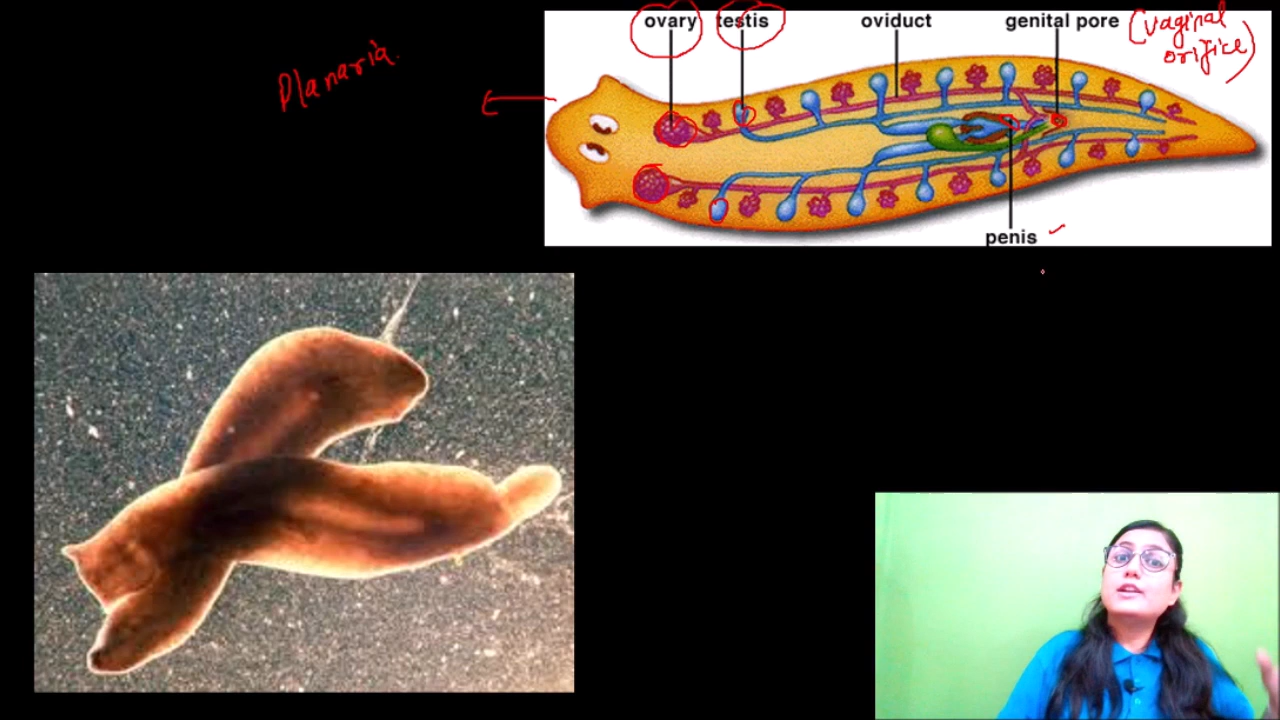 ovary testis oviduct genital pore (vaginal
orifice)
Planaria
penis